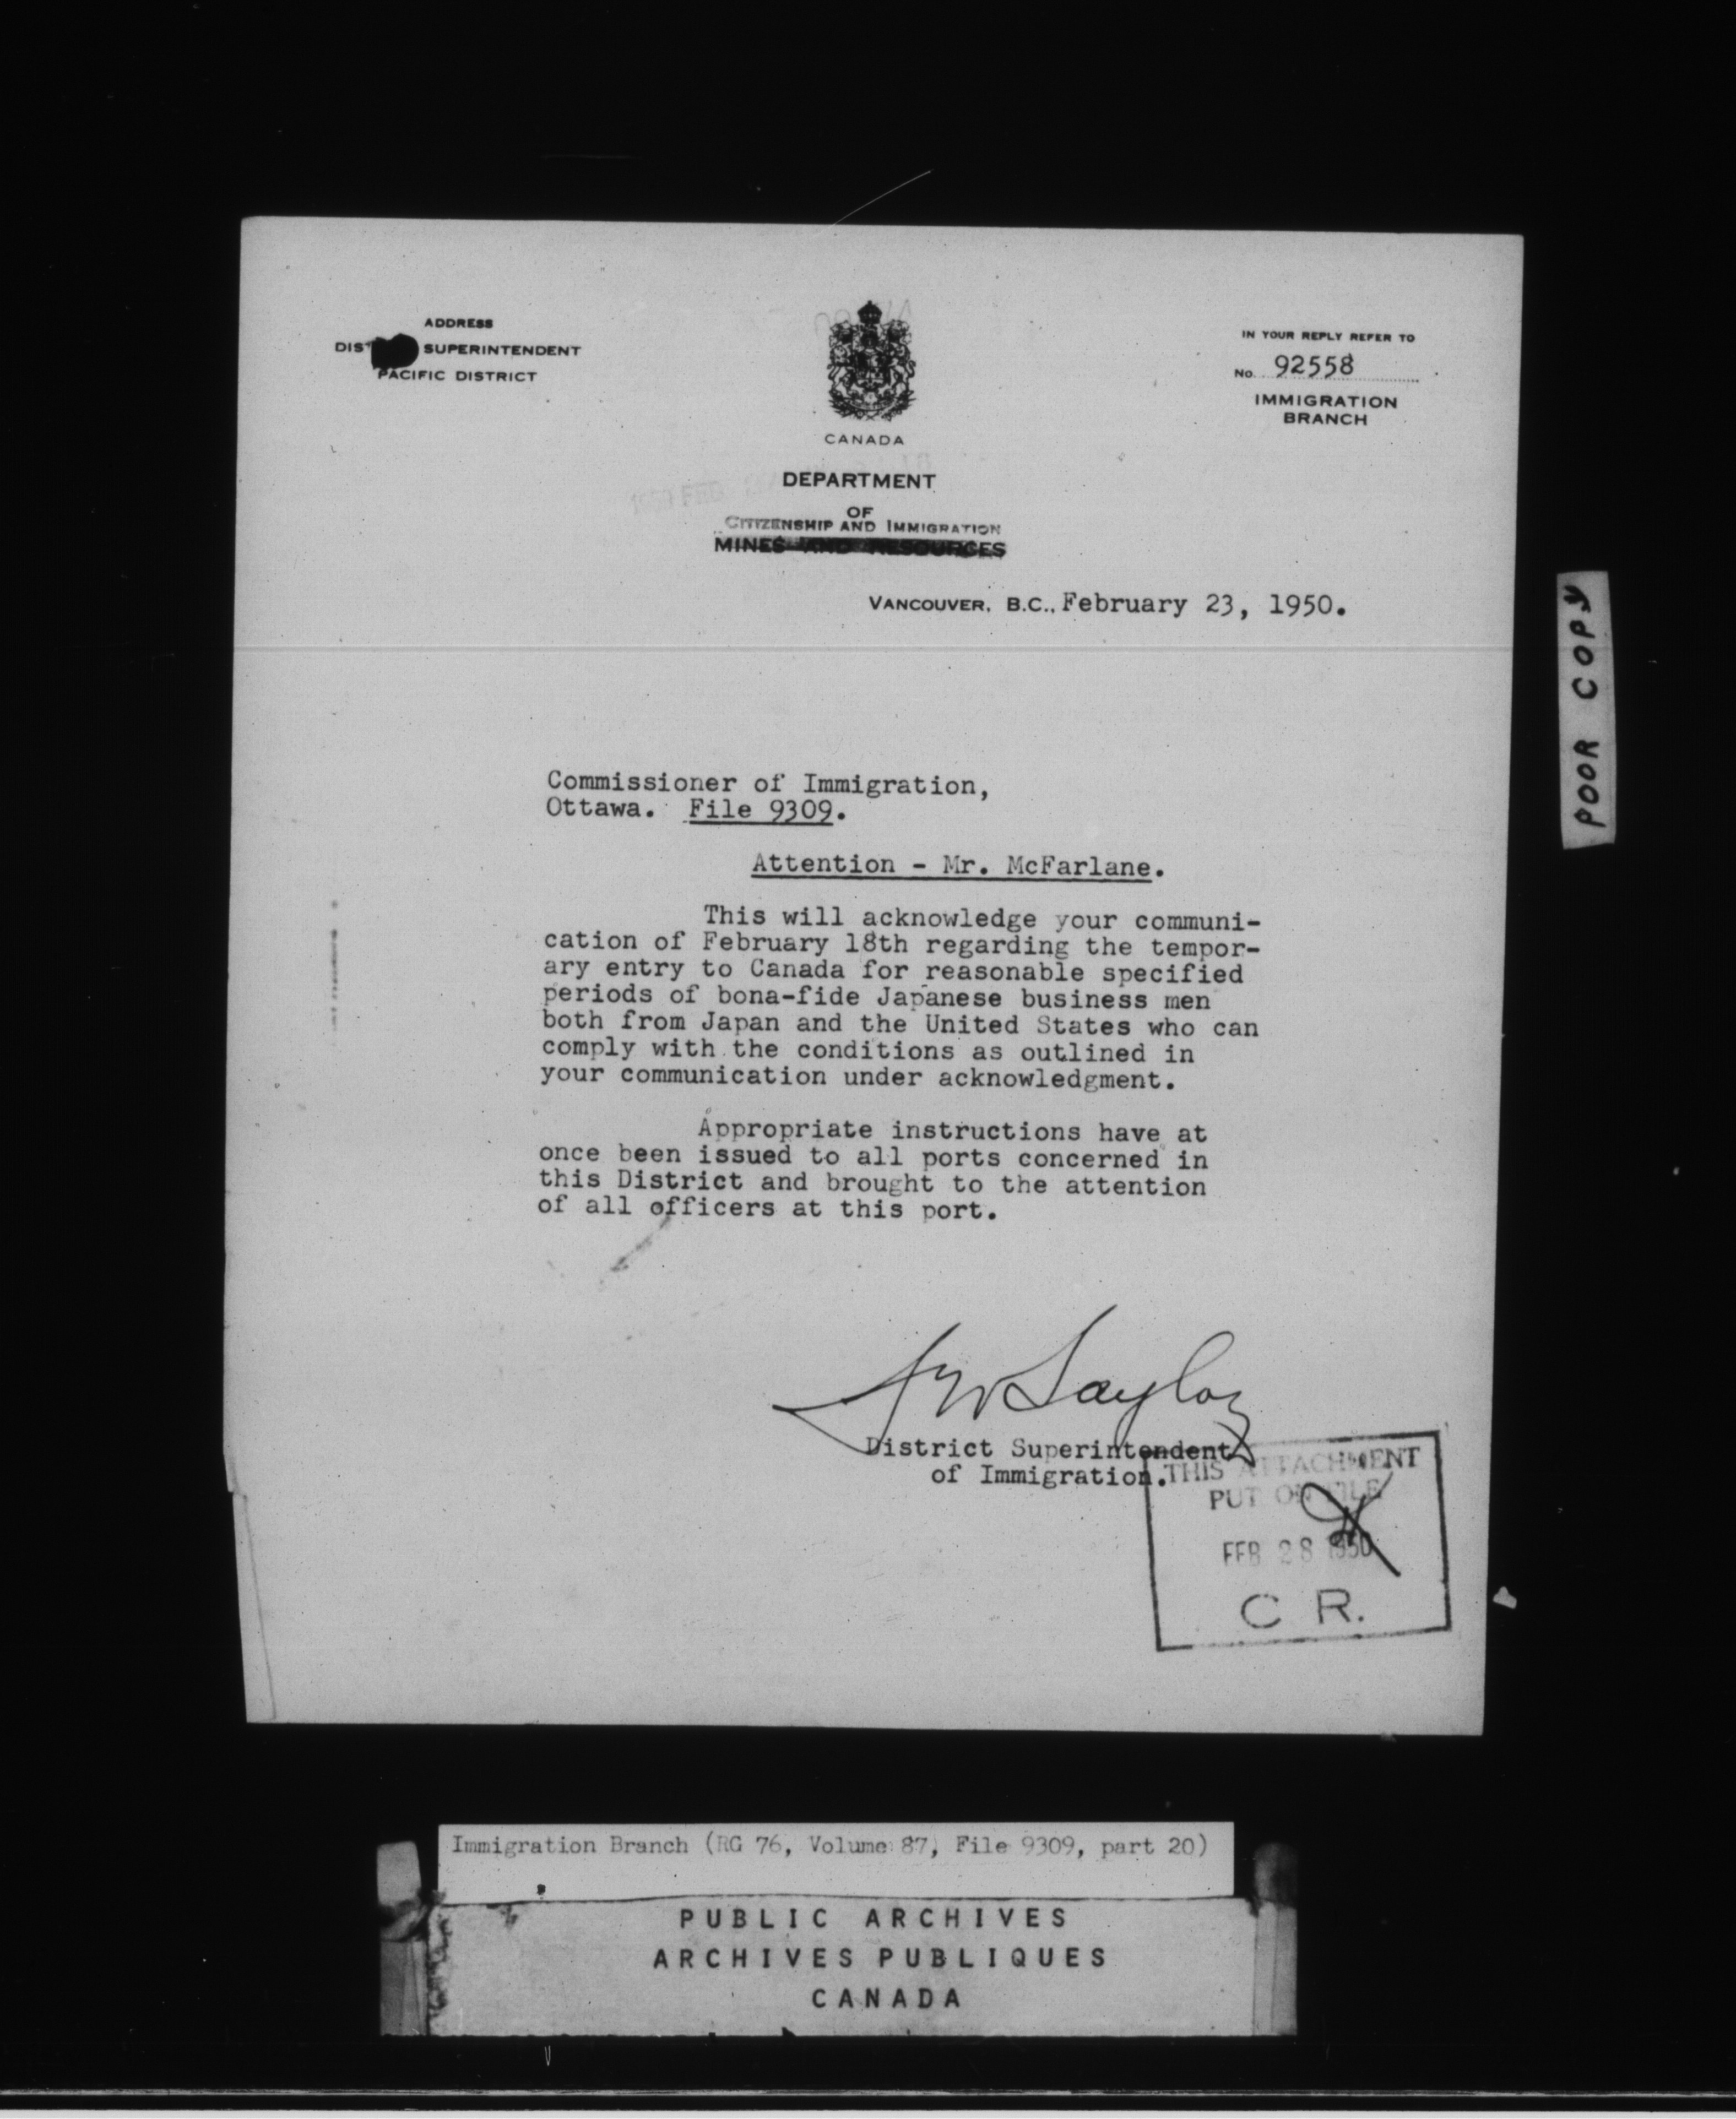 ADDRESS
DIST SUPERINTENDENT
PACIFIC DISTRICT
IN YOUR REPLY REFER TO
No. 92558
IMMIGRATION
BRANCH
CANADA
DEPARTMENT
OF
CITIZENSHIP AND IMMIGRATION
MINES AND RESOURCES
VANCOUVER, B.C., February 23, 1950.
Commissioner of Immigration,
Ottawa. File 9309.
Attention - Mr. McFarlane.
This will acknowledge your communi-
cation of February 18th regarding the tempor-
ary entry to Canada for reasonable specified
periods of bona-fide Japanese business men
both from Japan and the United States who can
comply with the conditions as outlined in
your communication under acknowledgment.
Appropriate instructions have at
once been issued to all ports concerned in
this District and brought to the attention
of all officers at this port.
District Superintendent
of Immigration.
THIS ATTACHMENT
PUT ON FILE
FEB 28 1950
C R.
POOR COPY
Immigration Branch (RG 76, Volume 87, File 9309, part 20)
PUBLIC ARCHIVES
ARCHIVES PUBLIQUES
CANADA